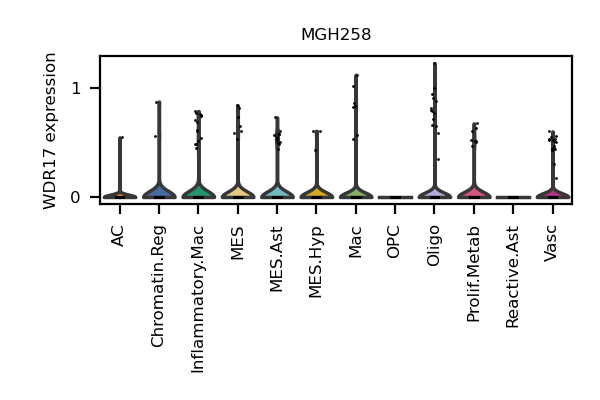 MGH258
WDR17 expression
1
0
AC
Chromatin.Reg
Inflammatory.Mac
MES
MES.Ast
MES.Hyp
Mac
OPC
Oligo
Prolif.Metab
Reactive.Ast
Vasc